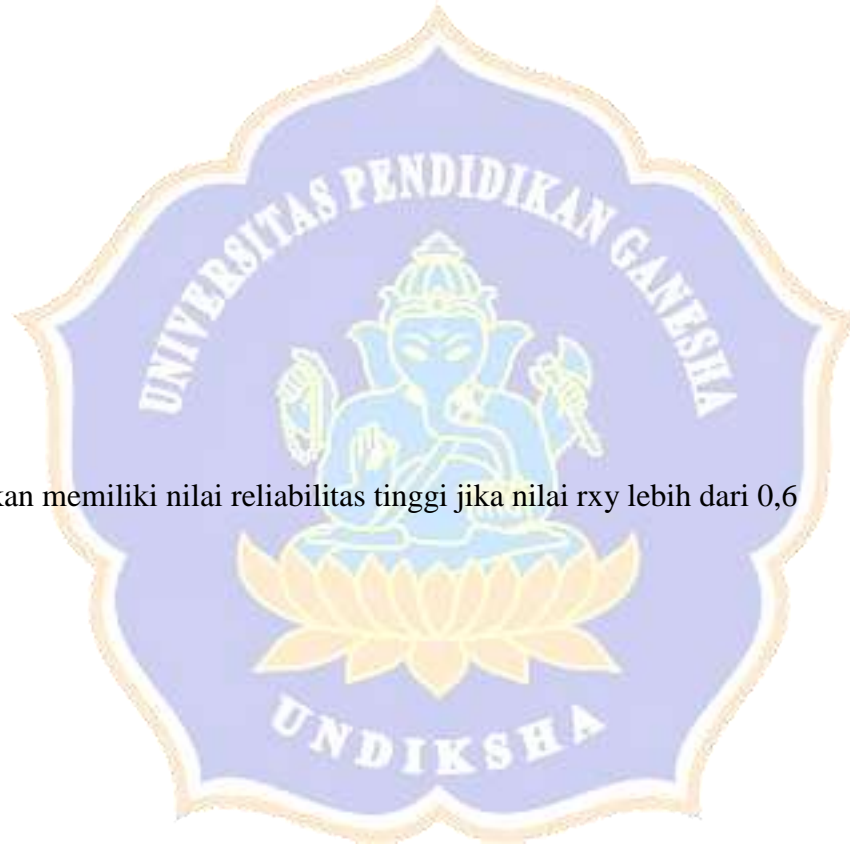 UNIVERSITAS PENDIDIKAN GANESHA
kan memiliki nilai reliabilitas tinggi jika nilai rxy lebih dari 0,6
UNDIKSHA